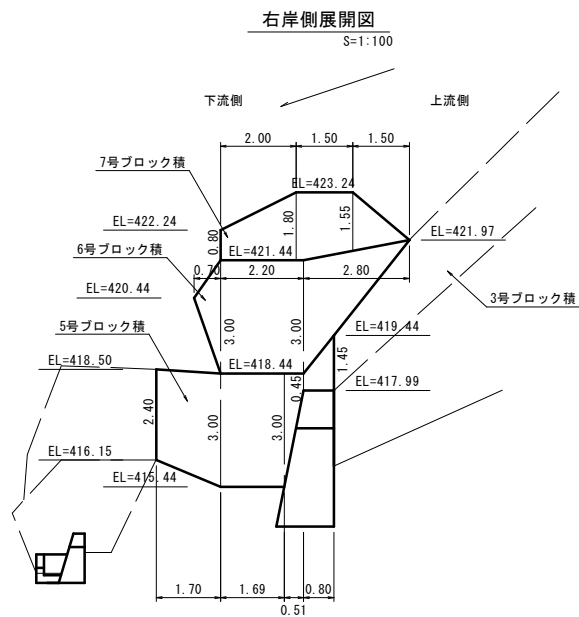 右岸側展開図
S=1:100
下流側
上流側
2.00
1.50
1.50
7号ブロック積
EL=423.24
EL=422.24
1.80
1.55
0.80
EL=421.97
6号ブロック積
EL=421.44
0.70
2.20
2.80
EL=420.44
3号ブロック積
5号ブロック積
3.00
3.00
EL=419.44
EL=418.50
EL=418.44
1.45
0.45
EL=417.99
2.40
3.00
3.00
EL=416.15
EL=415.44
1.70
1.69
0.80
0.51